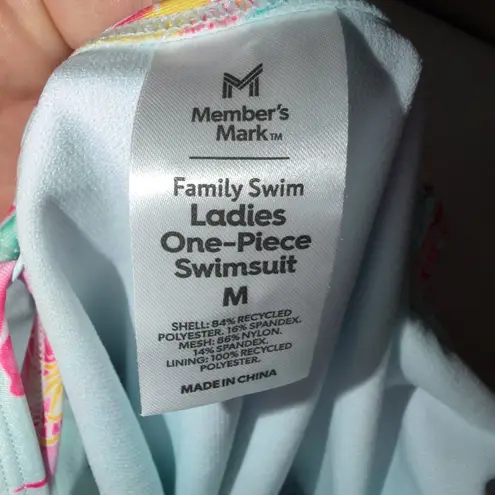 M
Member's
Mark™
Family Swim
Ladies
One-Piece
Swimsuit
M
SHELL: 84% RECYCLED
POLYESTER. 16% SPANDEX.
MESH: 86% NYLON.
14% SPANDEX.
LINING: 100% RECYCLED
POLYESTER.
MADE IN CHINA